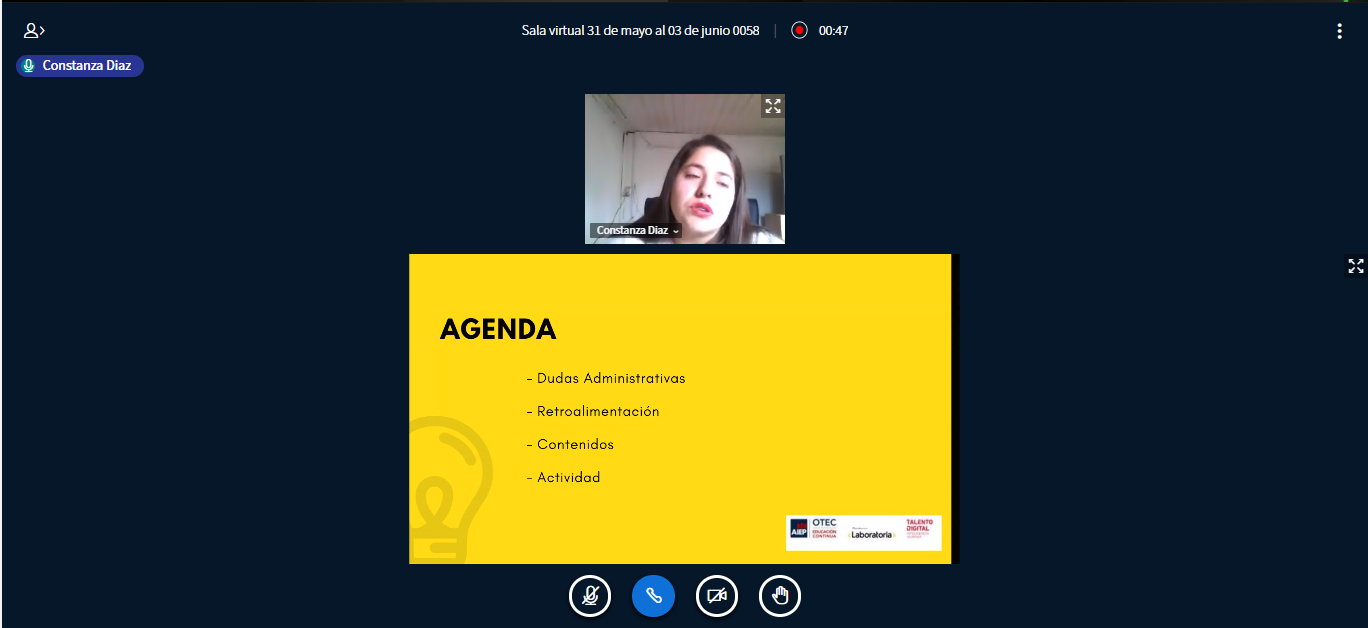 Sala virtual 31 de mayo al 03 de junio 0058
00:47
Constanza Diaz
Constanza Diaz
AGENDA
- Dudas Administrativas
- Retroalimentación
- Contenidos
- Actividad
AIEP
OTEC
EDUCACIÓN
CONTINUA
Laboratoria
TALENTO
DIGITAL